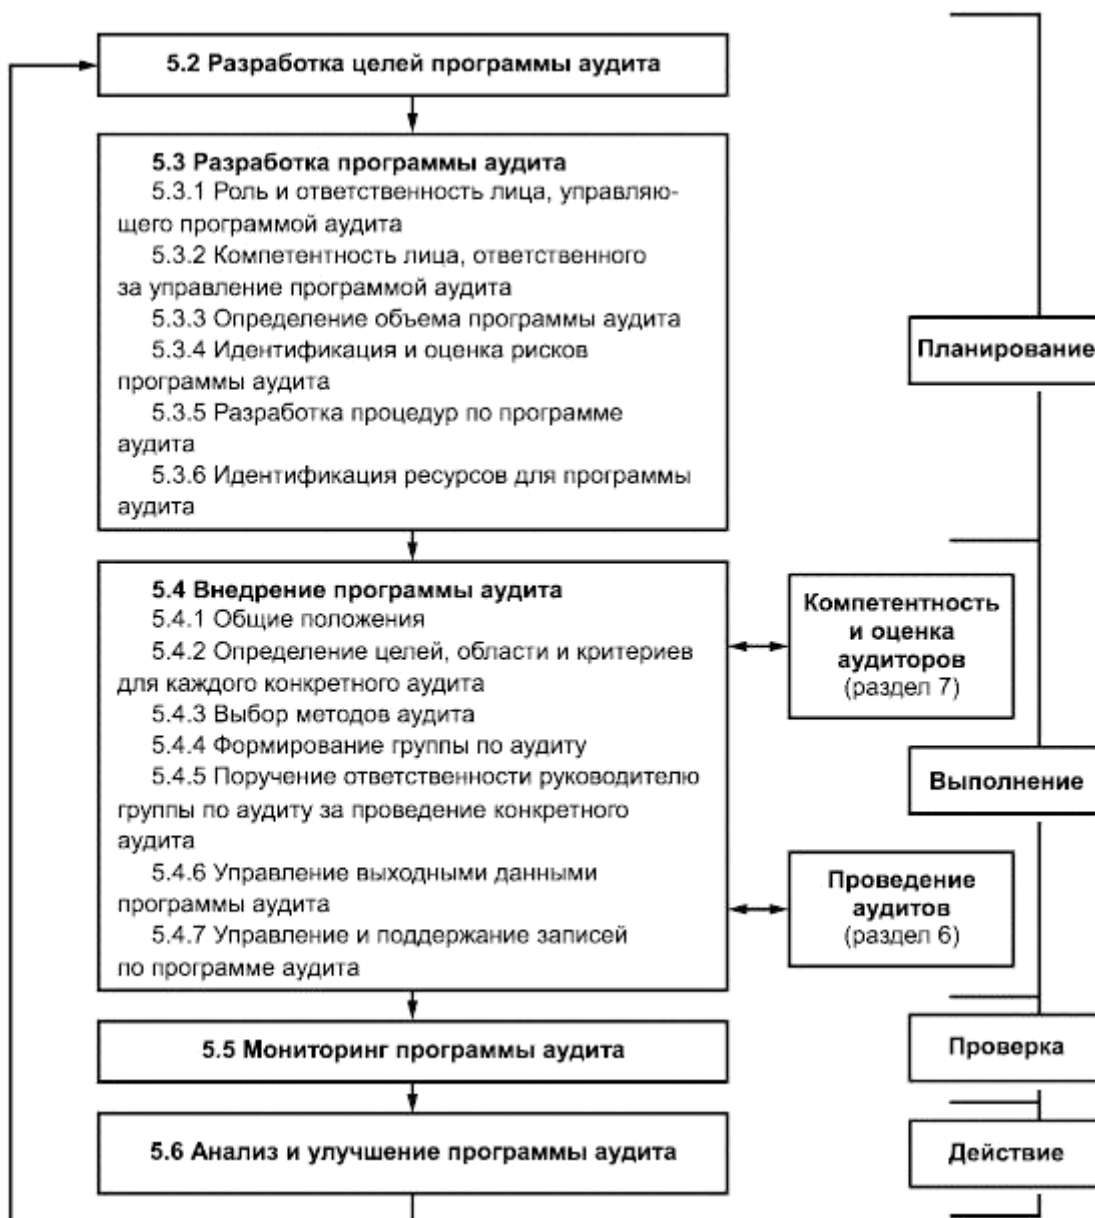 5.2 Разработка целей программы аудита
5.3 Разработка программы аудита
5.3.1 Роль и ответственность лица, управляю-
щего программой аудита
5.3.2 Компетентность лица, ответственного
за управление программой аудита
5.3.3 Определение объема программы аудита
5.3.4 Идентификация и оценка рисков
программы аудита
5.3.5 Разработка процедур по программе
аудита
5.3.6 Идентификация ресурсов для программы
аудита
Планирование
5.4 Внедрение программы аудита
5.4.1 Общие положения
5.4.2 Определение целей, области и критериев
для каждого конкретного аудита
5.4.3 Выбор методов аудита
5.4.4 Формирование группы по аудиту
5.4.5 Поручение ответственности руководителю
группы по аудиту за проведение конкретного
аудита
5.4.6 Управление выходными данными
программы аудита
5.4.7 Управление и поддержание записей
по программе аудита
Компетентность
и оценка
аудиторов
(раздел 7)
Выполнение
Проведение
аудитов
(раздел 6)
5.5 Мониторинг программы аудита
Проверка
5.6 Анализ и улучшение программы аудита
Действие